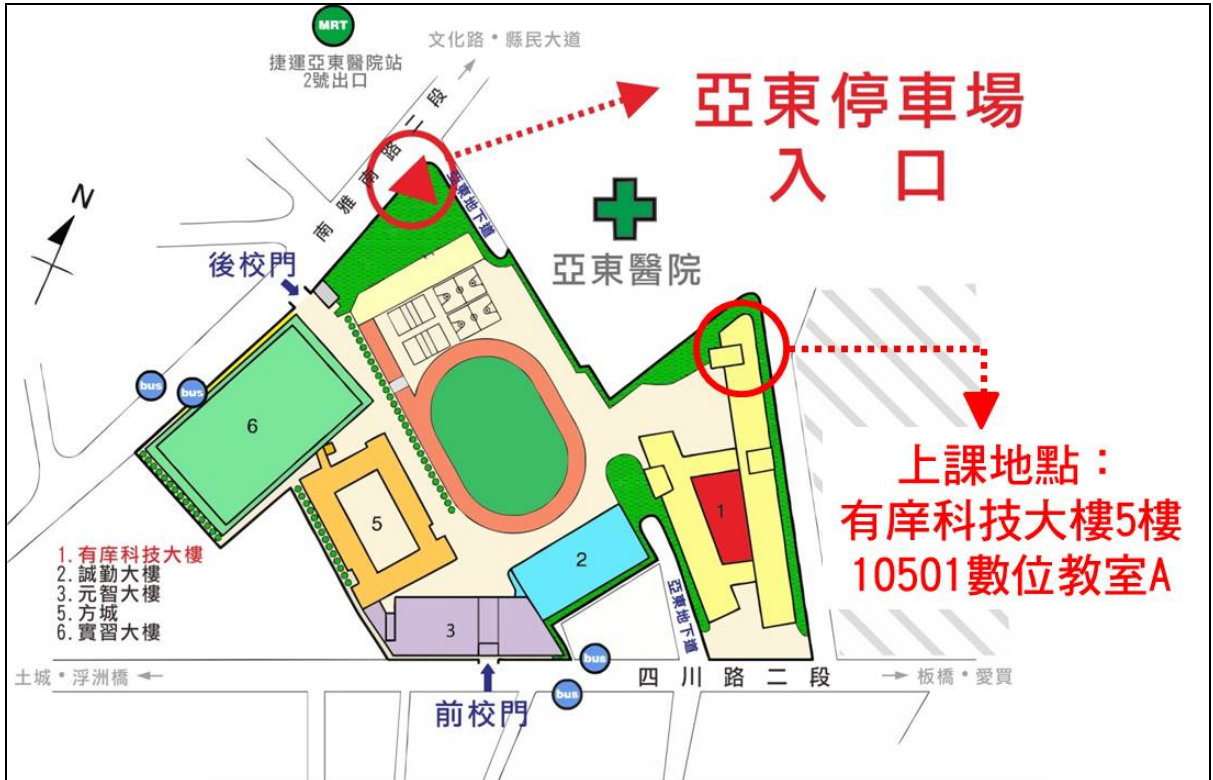 MRT
捷運亞東醫院站
2號出口
文化路•縣民大道
亞東停車場
入口
南雅南路二段
亞東地下道
亞東醫院
N
後校門
bus
bus
6
5
1
2
3
上課地點：
有庠科技大樓5樓
10501數位教室A
1.有庠科技大樓
2.誠勤大樓
3.元智大樓
5.方城
6.實習大樓
亞東地下道
土城•浮洲橋
bus
四川路二段
板橋•愛買
bus
前校門